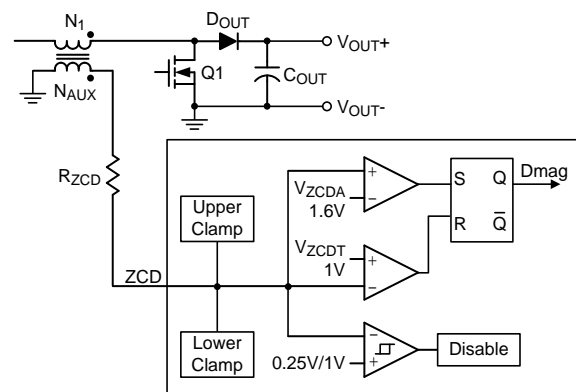 N1
DOUT
VOUT+
Q1
COUT
NAUX
VOUT-
RZCD
Upper
Clamp
VZCDA
1.6V
+
-
S
Q
Dmag
R
Q̅
VZCDT
1V
+
-
ZCD
Lower
Clamp
0.25V/1V
-
+
Disable